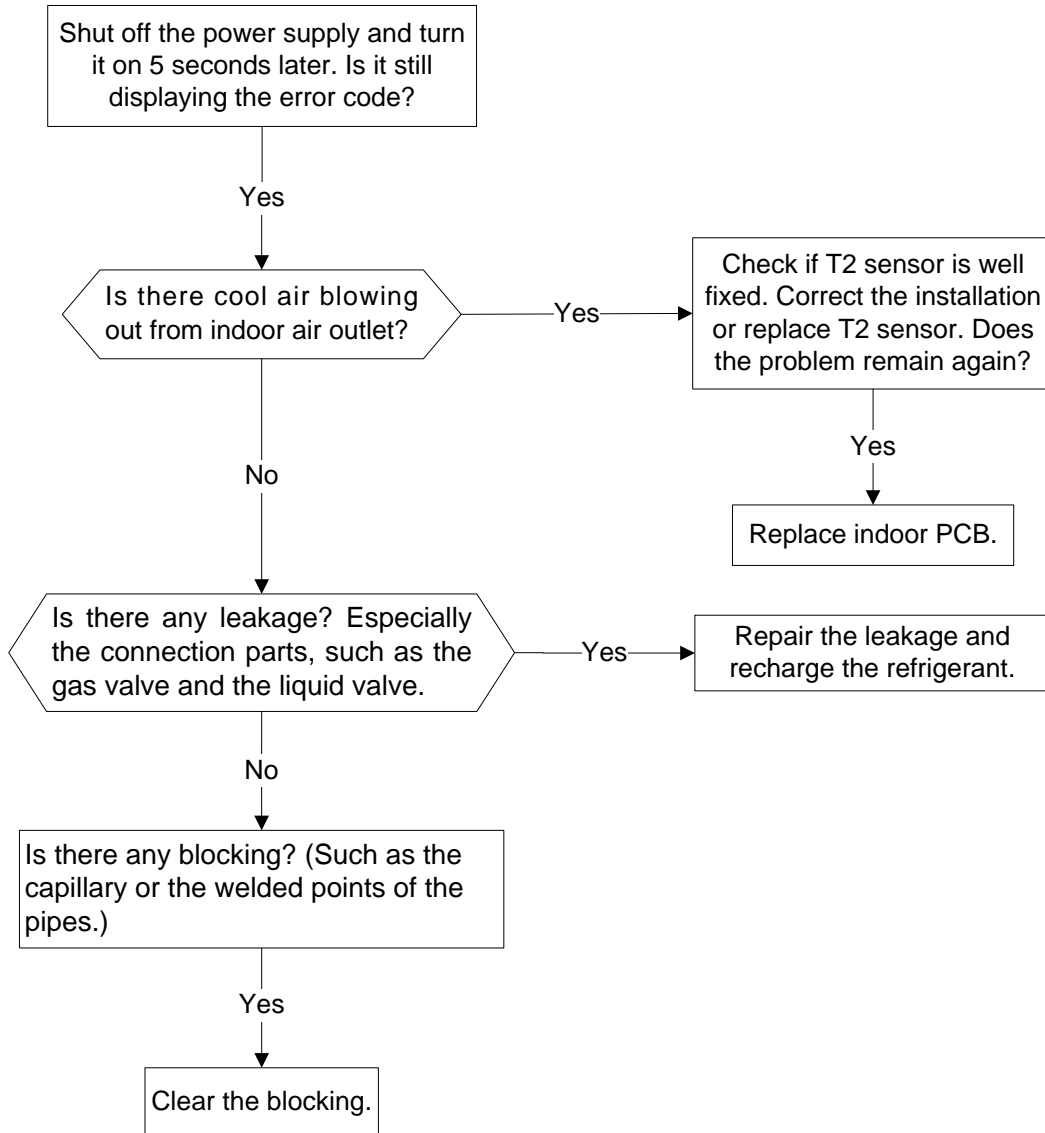 Shut off the power supply and turn
it on 5 seconds later. Is it still
displaying the error code?
Yes
Is there cool air blowing
out from indoor air outlet?
Yes
Check if T2 sensor is well
fixed. Correct the installation
or replace T2 sensor. Does
the problem remain again?
Yes
Replace indoor PCB.
No
Is there any leakage? Especially
the connection parts, such as the
gas valve and the liquid valve.
Yes
Repair the leakage and
recharge the refrigerant.
No
Is there any blocking? (Such as the
capillary or the welded points of the
pipes.)
Yes
Clear the blocking.